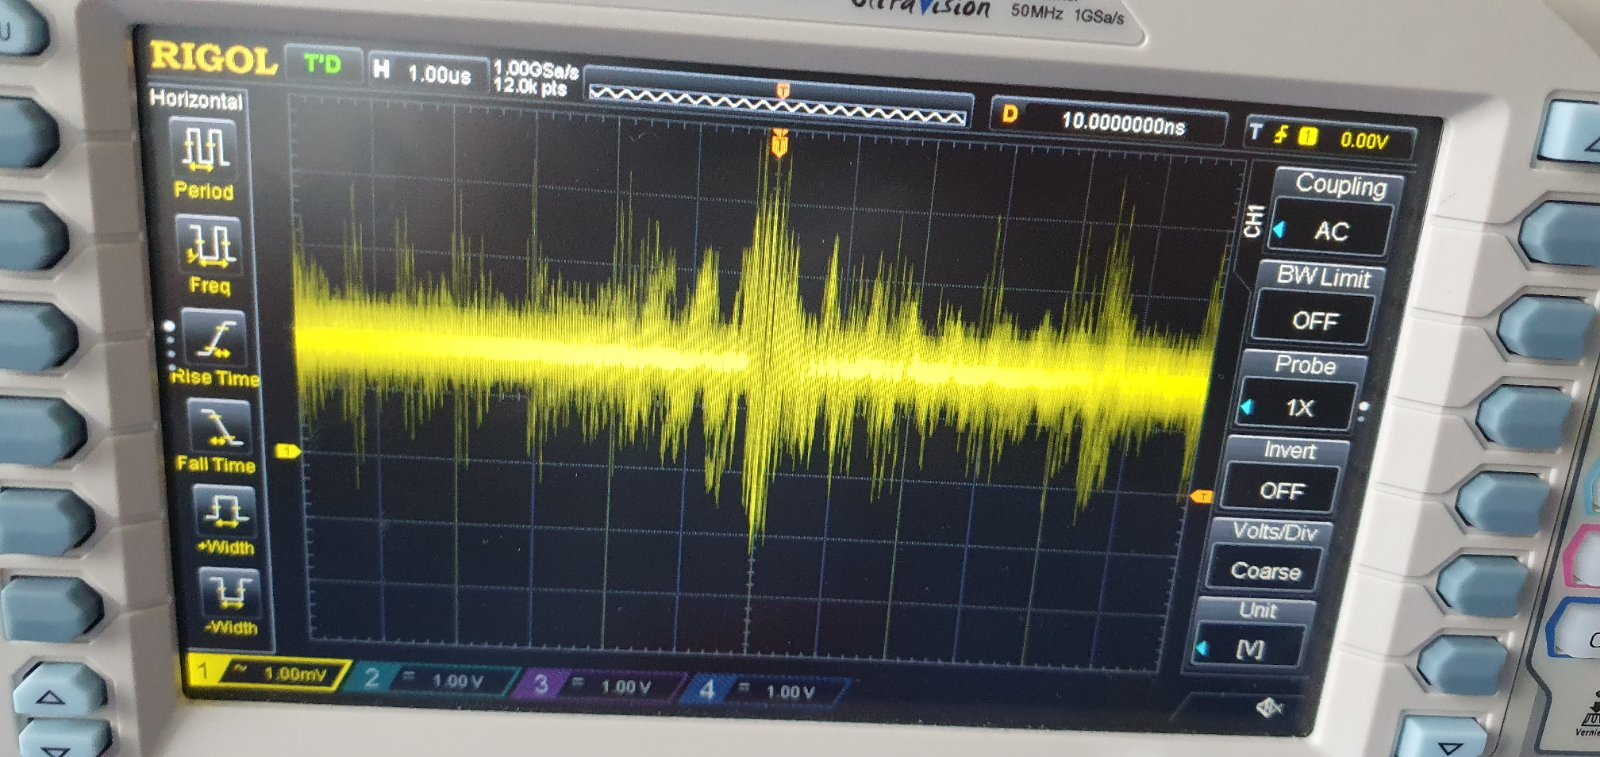 UltraVision 50MHz 1GSa/s
RIGOL T'D H 1.00us 1.00GSa/s
12.0k pts
D 10.0000000ns T 1 0.00V
Horizontal
Period
Freq
Rise Time
Fall Time
+Width
-Width
T
T
1
T
CH1
Coupling
AC
BW Limit
OFF
Probe
1X
Invert
OFF
Volts/Div
Coarse
Unit
[V]
1 ~ 1.00mV 2 = 1.00 V 3 = 1.00 V 4 = 1.00 V
U